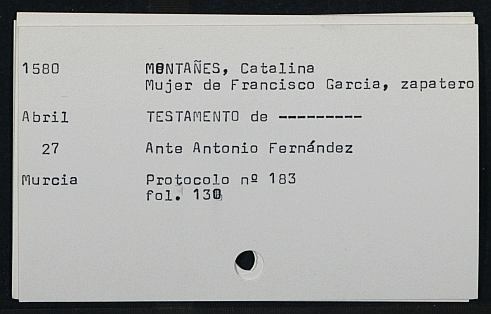 1580 MONTAÑES, Catalina
Mujer de Francisco Garcia, zapatero
Abril TESTAMENTO de ---------
27 Ante Antonio Fernández
Murcia Protocolo nº 183
fol.